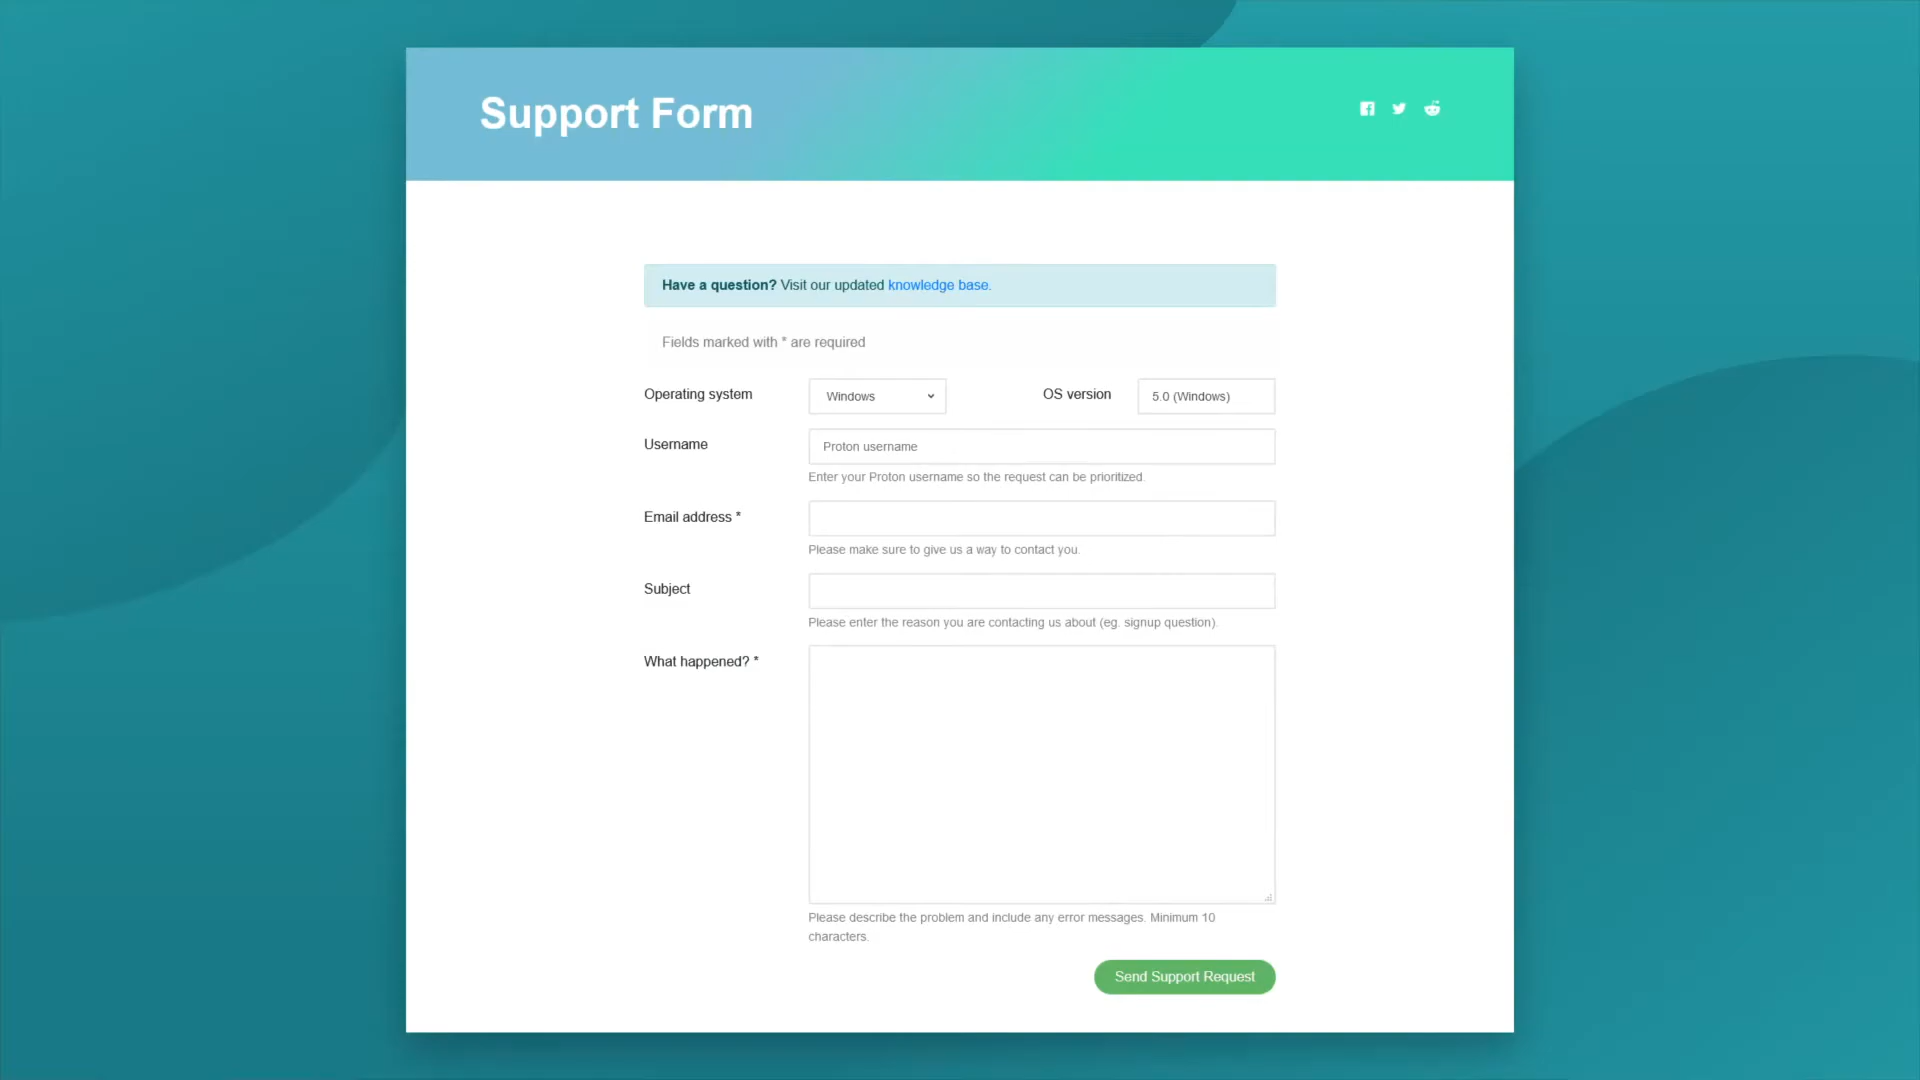 Support Form
Have a question? Visit our updated knowledge base.
Fields marked with * are required
Operating system
Windows
OS version
5.0 (Windows)
Username
Proton username
Enter your Proton username so the request can be prioritized.
Email address *
Please make sure to give us a way to contact you.
Subject
Please enter the reason you are contacting us about (eg. signup question).
What happened? *
Please describe the problem and include any error messages. Minimum 10
characters.
Send Support Request